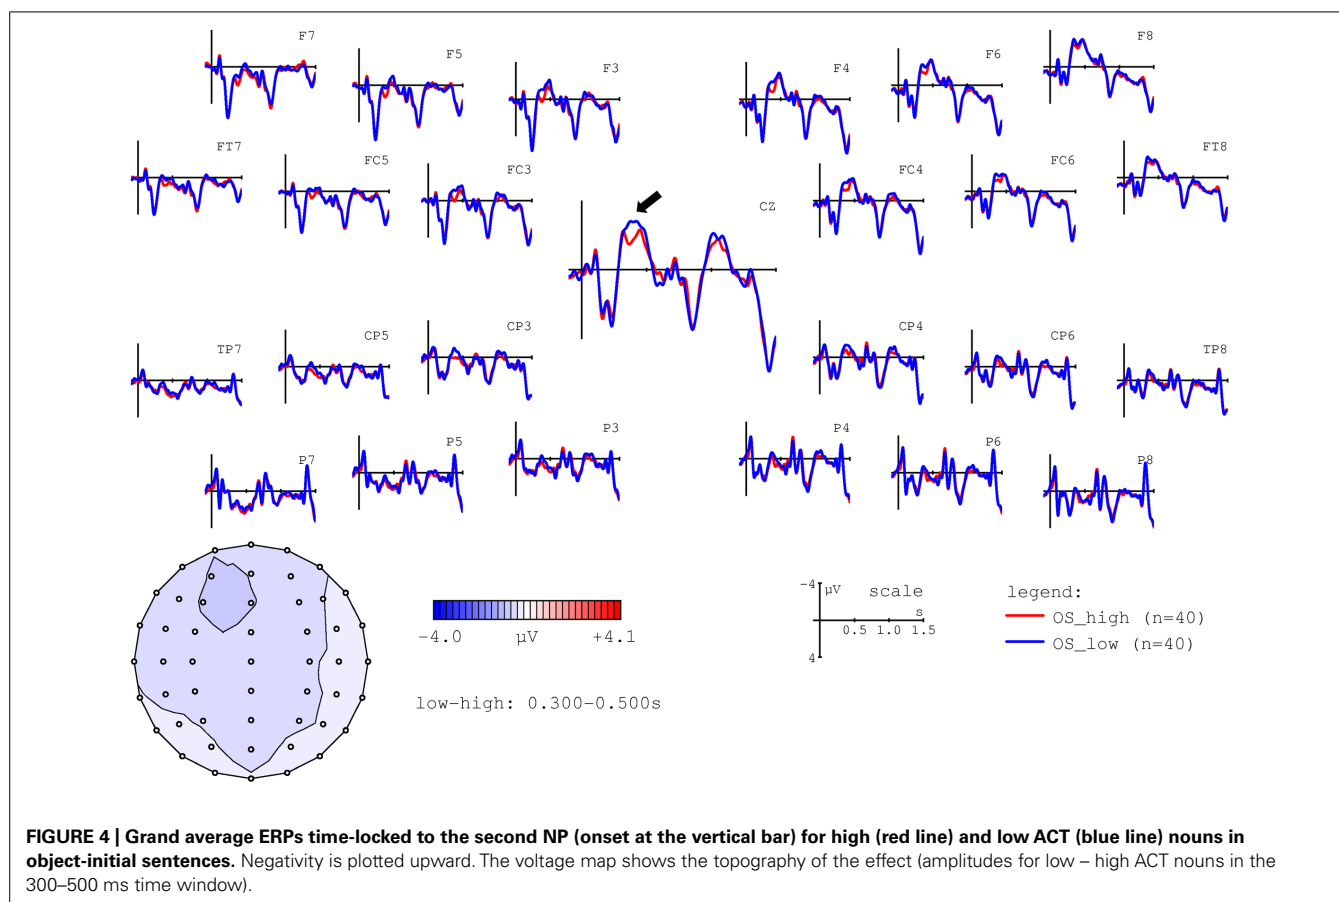 F7
F5
F3
F4
F6
F8
FT7
FC5
FC3
CZ
FC4
FC6
FT8
TP7
CP5
CP3
CP4
CP6
TP8
P7
P5
P3
P4
P6
P8
-4.0 µV +4.1
low-high: 0.300-0.500s
-4 µV scale
s
0.5 1.0 1.5
4
legend:
OS_high (n=40)
OS_low (n=40)
FIGURE 4 | Grand average ERPs time-locked to the second NP (onset at the vertical bar) for high (red line) and low ACT (blue line) nouns in
object-initial sentences. Negativity is plotted upward. The voltage map shows the topography of the effect (amplitudes for low – high ACT nouns in the
300–500 ms time window).